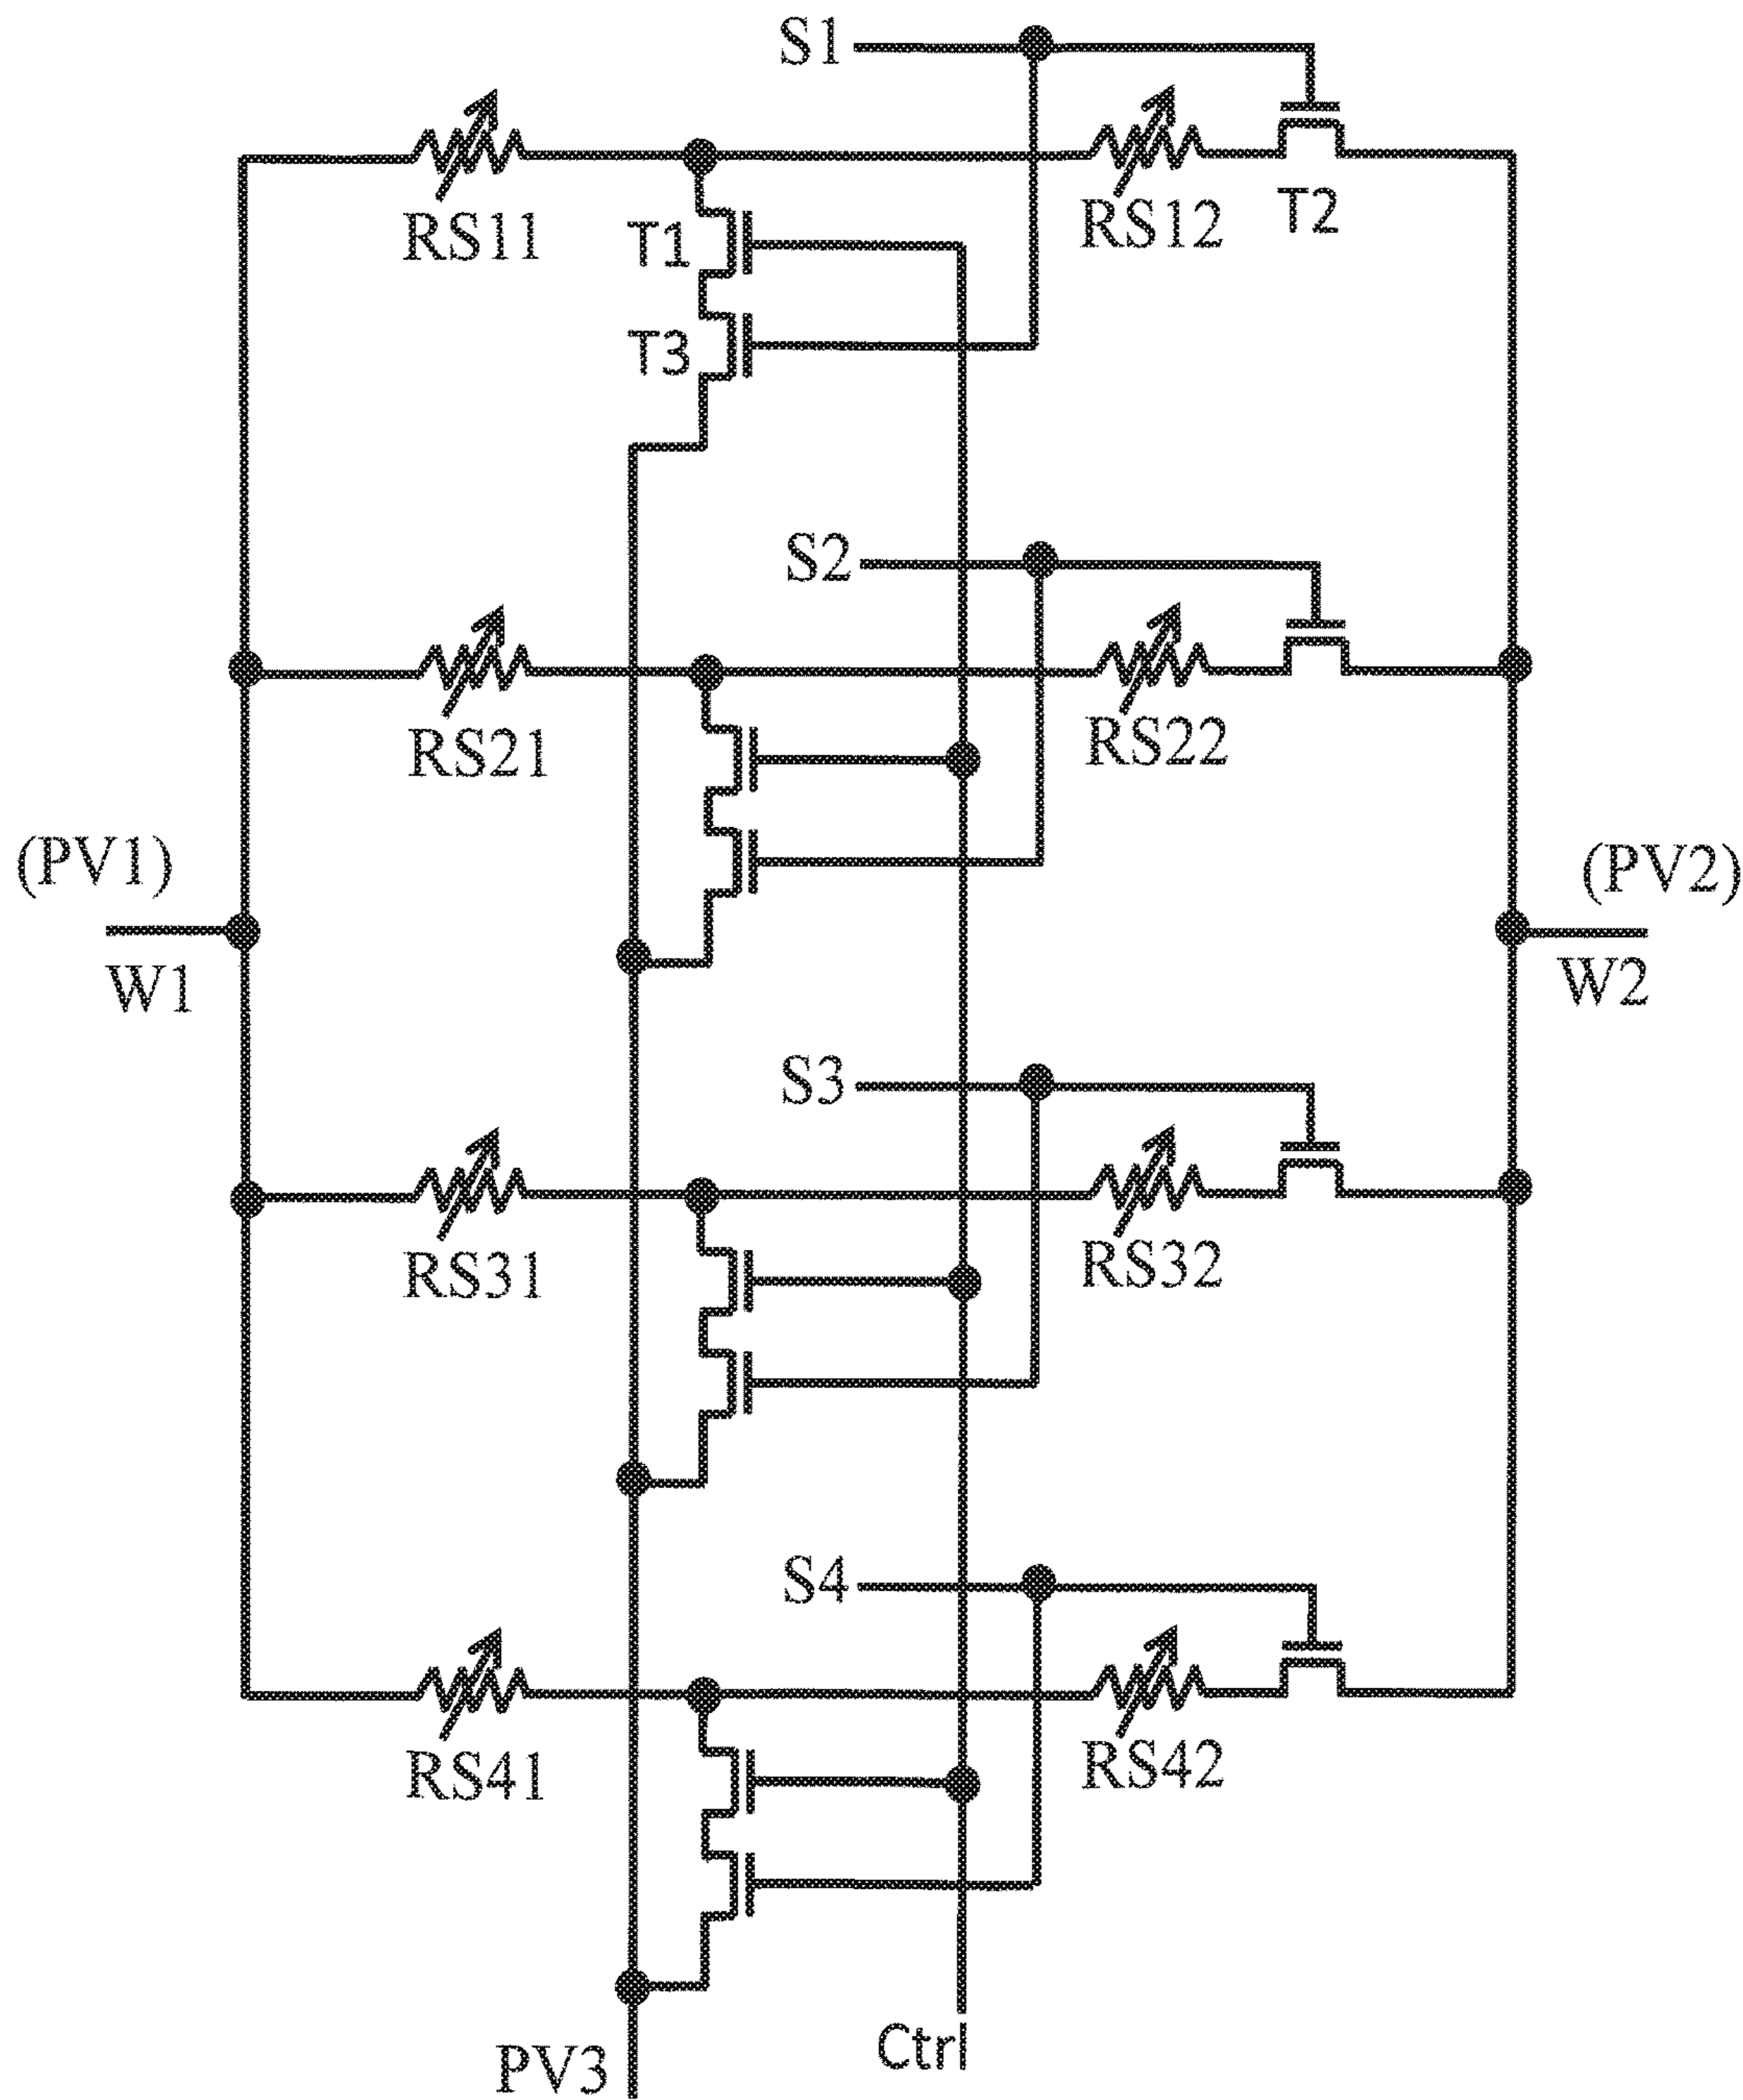 S1
RS11
T1
RS12
T2
T3
S2
RS21
RS22
(PV1)
(PV2)
W1
W2
S3
RS31
RS32
S4
RS41
RS42
PV3
Ctrl